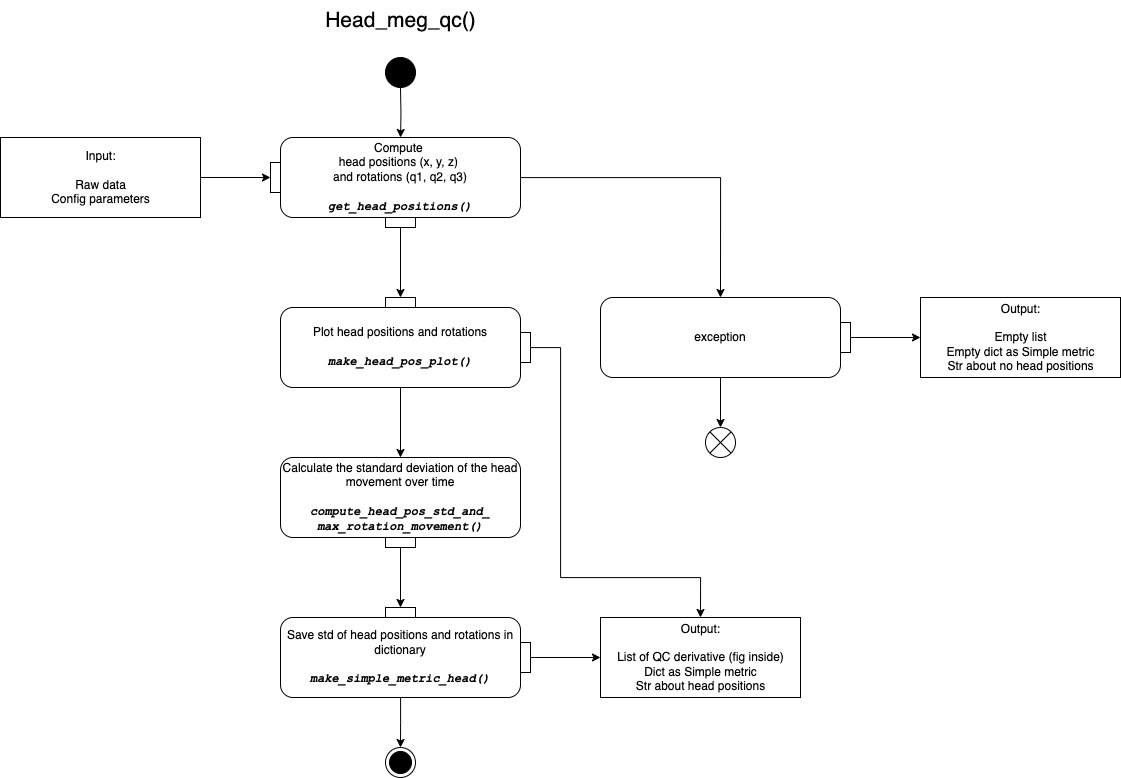 Head_meg_qc()
Input:
Raw data
Config parameters
Compute
head positions (x, y, z)
and rotations (q1, q2, q3)
get_head_positions()
Plot head positions and rotations
make_head_pos_plot()
exception
Output:
Empty list
Empty dict as Simple metric
Str about no head positions
Calculate the standard deviation of the head
movement over time
compute_head_pos_std_and_
max_rotation_movement()
Save std of head positions and rotations in
dictionary
make_simple_metric_head()
Output:
List of QC derivative (fig inside)
Dict as Simple metric
Str about head positions